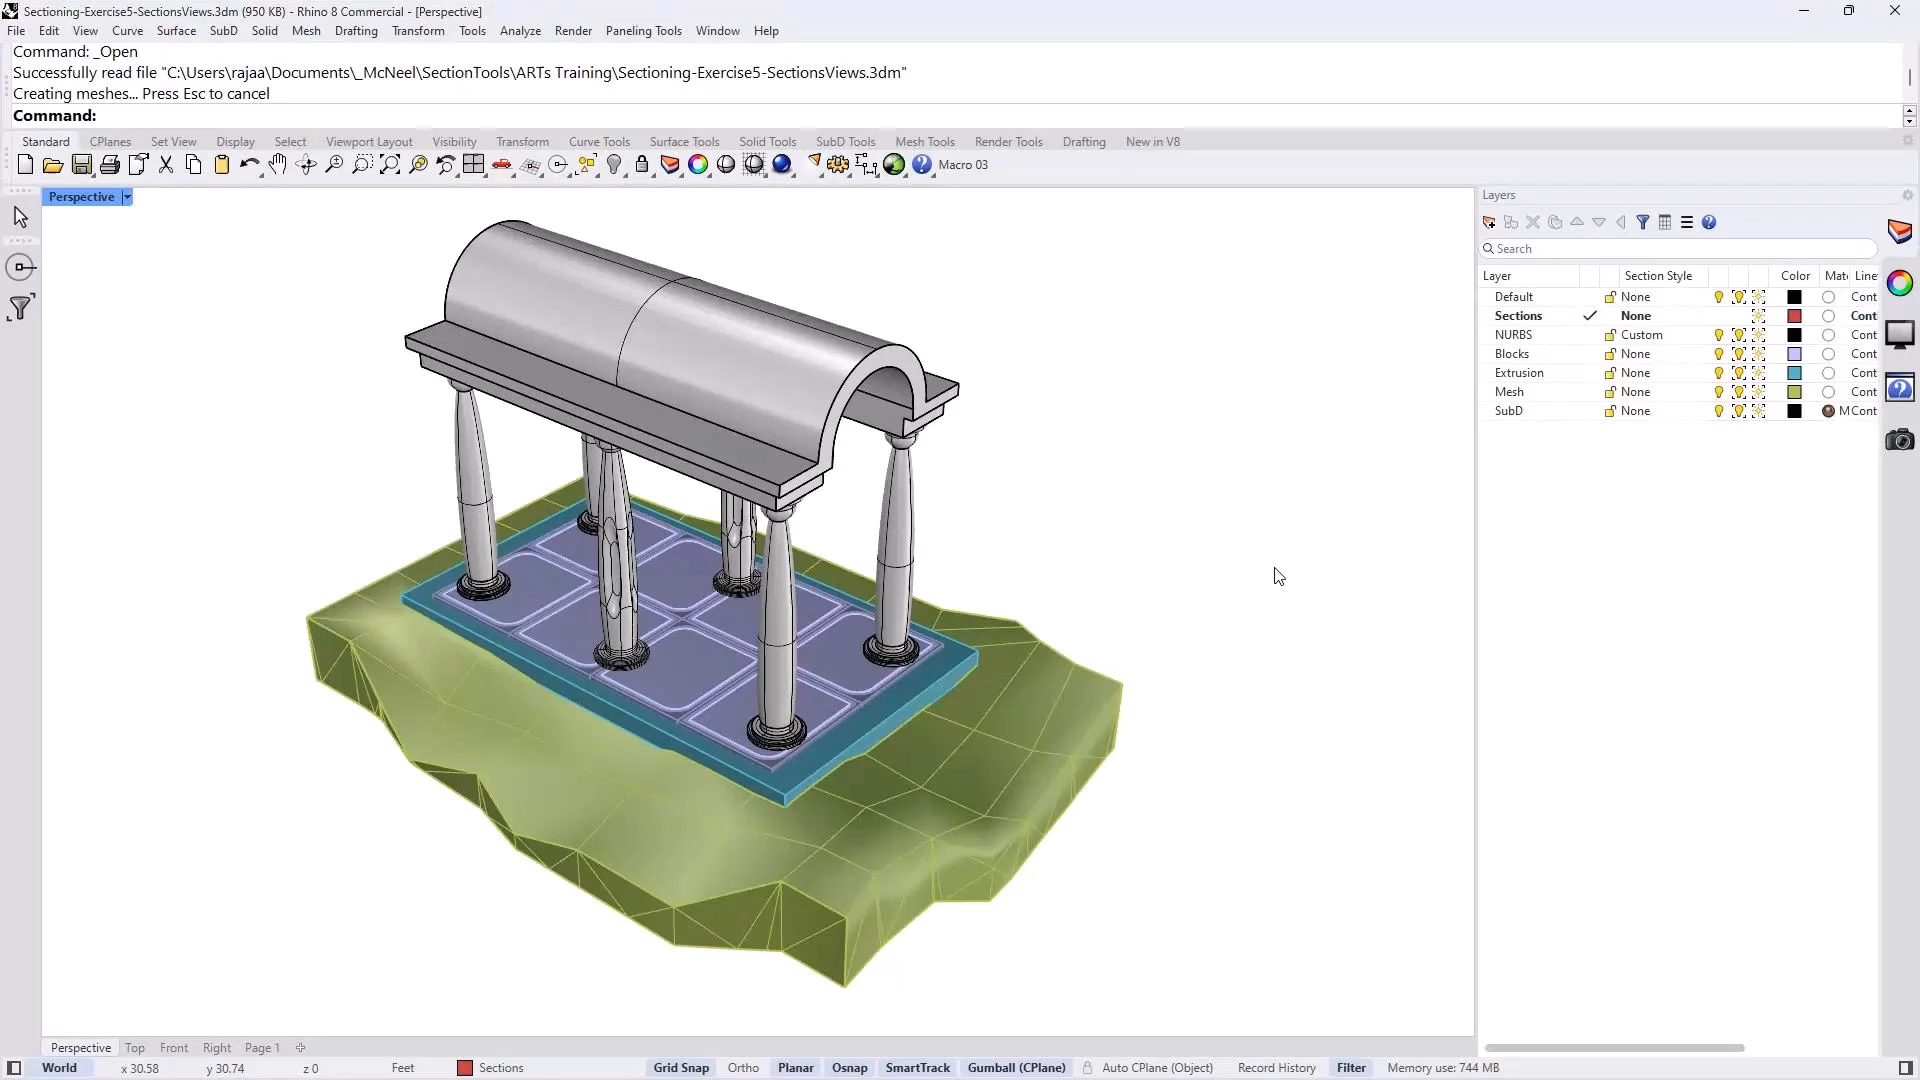 Sectioning-Exercise5-SectionsViews.3dm (950 KB) - Rhino 8 Commercial - [Perspective]
File Edit View Curve Surface SubD Solid Mesh Drafting Transform Tools Analyze Render Paneling Tools Window Help
Command: _Open
Successfully read file "C:\Users\rajaa\Documents\_McNeel\SectionTools\ARTs Training\Sectioning-Exercise5-SectionsViews.3dm"
Creating meshes... Press Esc to cancel
Command:
Standard CPlanes Set View Display Select Viewport Layout Visibility Transform Curve Tools Surface Tools Solid Tools SubD Tools Mesh Tools Render Tools Drafting New in V8
Macro 03
Perspective
Layers
Search
Layer Section Style Color Mate Line
Default None Cont
Sections None Cont
NURBS Custom Cont
Blocks None Cont
Extrusion None Cont
Mesh None Cont
SubD None M Cont
Perspective Top Front Right Page 1
World x 30.58 y 30.74 z 0 Feet Sections Grid Snap Ortho Planar Osnap SmartTrack Gumball (CPlane) Auto CPlane (Object) Record History Filter Memory use: 744 MB